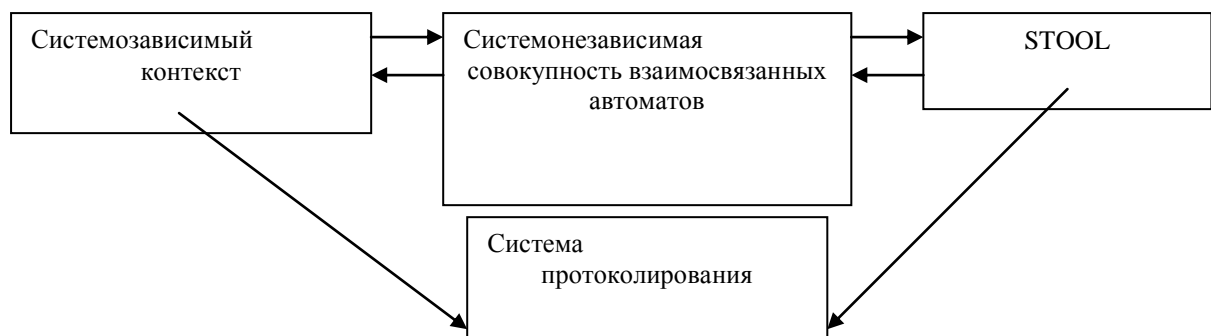 Системозависимый
контекст
Системонезависимая
совокупность взаимосвязанных
автоматов
STOOL
Система
протоколирования